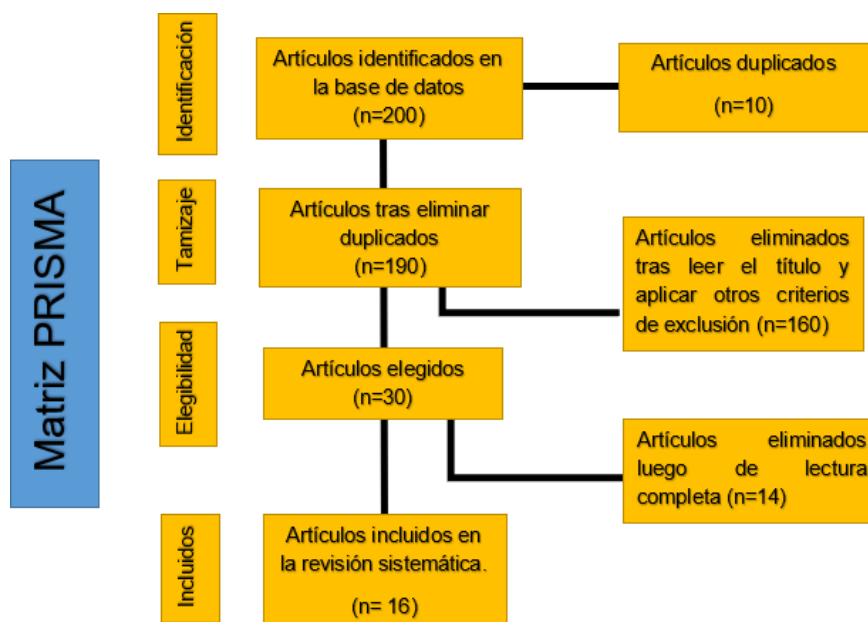 Matriz PRISMA
Identificación
Artículos identificados en
la base de datos
(n=200)
Artículos duplicados
(n=10)
Tamizaje
Artículos tras eliminar
duplicados
(n=190)
Artículos eliminados
tras leer el título y
aplicar otros criterios
de exclusión (n=160)
Elegibilidad
Artículos elegidos
(n=30)
Artículos eliminados
luego de lectura
completa (n=14)
Incluidos
Artículos incluidos en
la revisión sistemática.
(n= 16)